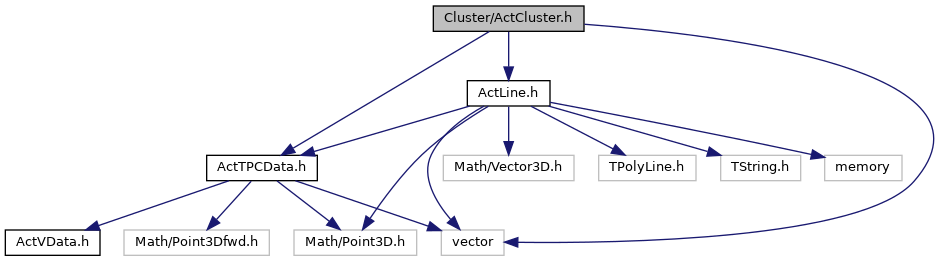 Cluster/ActCluster.h
ActLine.h
ActTPCData.h
Math/Vector3D.h
TPolyLine.h
TString.h
memory
ActVData.h
Math/Point3Dfwd.h
Math/Point3D.h
vector